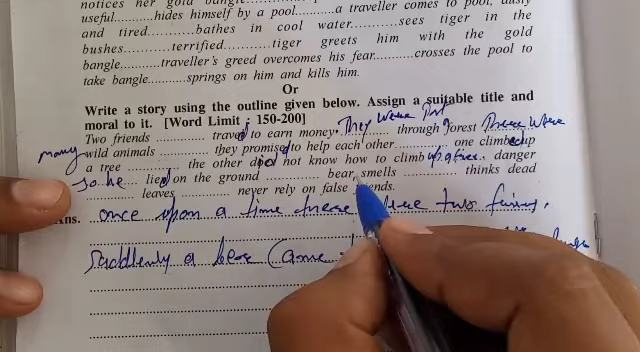 notices her gold bangle
useful..........hides himself by a pool..........a traveller comes to pool, dusty
and tired..........bathes in cool water..........sees tiger in the
bushes..........terrified..........tiger greets him with the gold
bangle..........traveller's greed overcomes his fear..........crosses the pool to
take bangle..........springs on him and kills him.
Or
Write a story using the outline given below. Assign a suitable title and
moral to it. [Word Limit : 150-200]
They were
Two friends .......... traveled to earn money. .......... through a forest There were
many wild animals .......... they promised to help each other .......... one climbed up
a tree .......... the other did not know how to climb up a tree.. danger
So he lied on the ground .......... bear, smells .......... thinks dead
.......... leaves .......... never rely on false friends.
Ans. once upon a time there were two
Suddenly a bear came